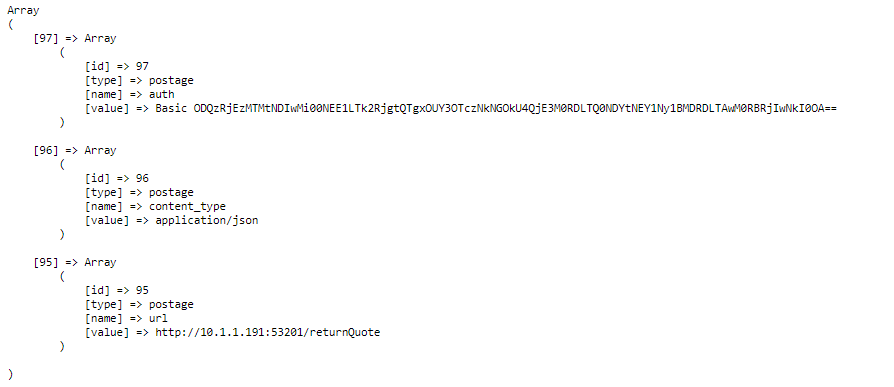 Array
(
[97] => Array
(
[id] => 97
[type] => postage
[name] => auth
[value] => Basic ODQzRjEzMTMtNDIwMi00NEE1LTk2RjgtQTgxOUY3OTczNkNGOkU4QjE3M0RDLTQ0NDYtNEY1Ny1BMDRDLTAwM0RBRjIwNkI0OA==
)
[96] => Array
(
[id] => 96
[type] => postage
[name] => content_type
[value] => application/json
)
[95] => Array
(
[id] => 95
[type] => postage
[name] => url
[value] => http://10.1.1.191:53201/returnQuote
)
)